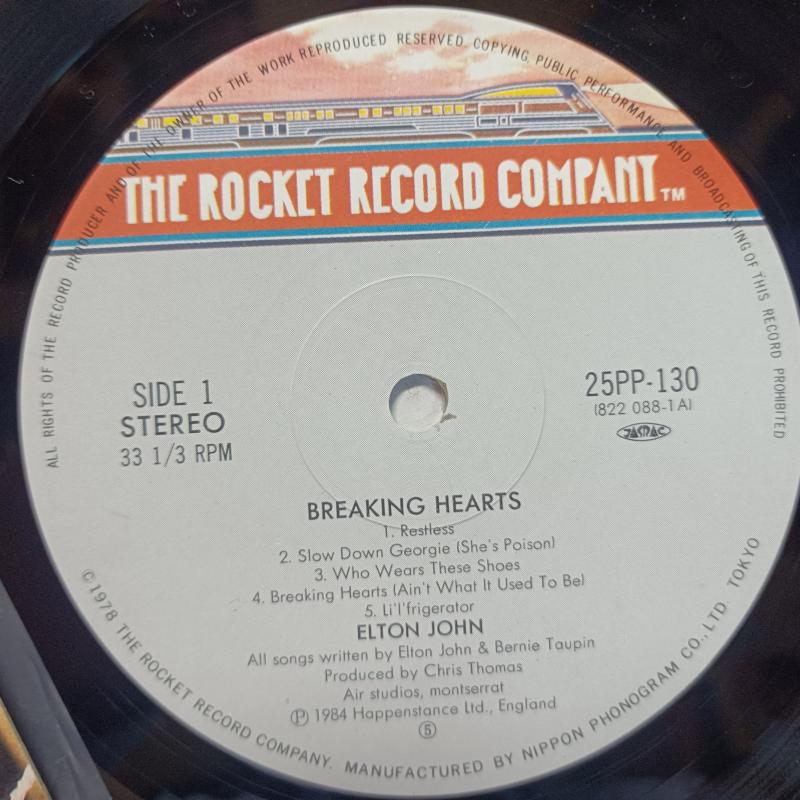 ALL RIGHTS OF THE RECORD PRODUCER AND OF THE OWNER OF THE WORK REPRODUCED RESERVED. COPYING, PUBLIC PERFORMANCE AND BROADCASTING OF THIS RECORD PROHIBITED
THE ROCKET RECORD COMPANY TM
SIDE 1
STEREO
33 1/3 RPM
25PP-130
(822 088-1A)
JASRAC
BREAKING HEARTS
1. Restless
2. Slow Down Georgie (She's Poison)
3. Who Wears These Shoes
4. Breaking Hearts (Ain't What It Used To Be)
5. Li'l'frigerator
ELTON JOHN
All songs written by Elton John & Bernie Taupin
Produced by Chris Thomas
Air studios, montserrat
Ⓟ 1984 Happenstance Ltd., England
⑤
© 1978 THE ROCKET RECORD COMPANY. MANUFACTURED BY NIPPON PHONOGRAM CO., LTD. TOKYO